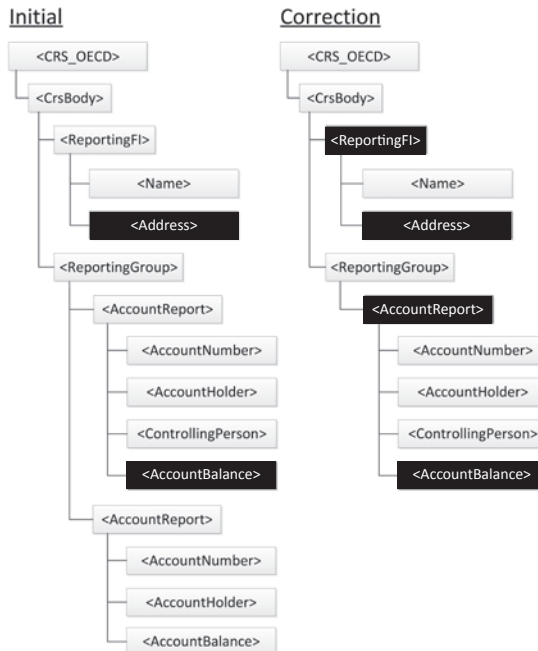 Initial
<CRS_OECD>
<CrsBody>
<ReportingFI>
<Name>
<Address>
<ReportingGroup>
<AccountReport>
<AccountNumber>
<AccountHolder>
<ControllingPerson>
<AccountBalance>
<AccountReport>
<AccountNumber>
<AccountHolder>
<AccountBalance>
Correction
<CRS_OECD>
<CrsBody>
<ReportingFI>
<Name>
<Address>
<ReportingGroup>
<AccountReport>
<AccountNumber>
<AccountHolder>
<ControllingPerson>
<AccountBalance>